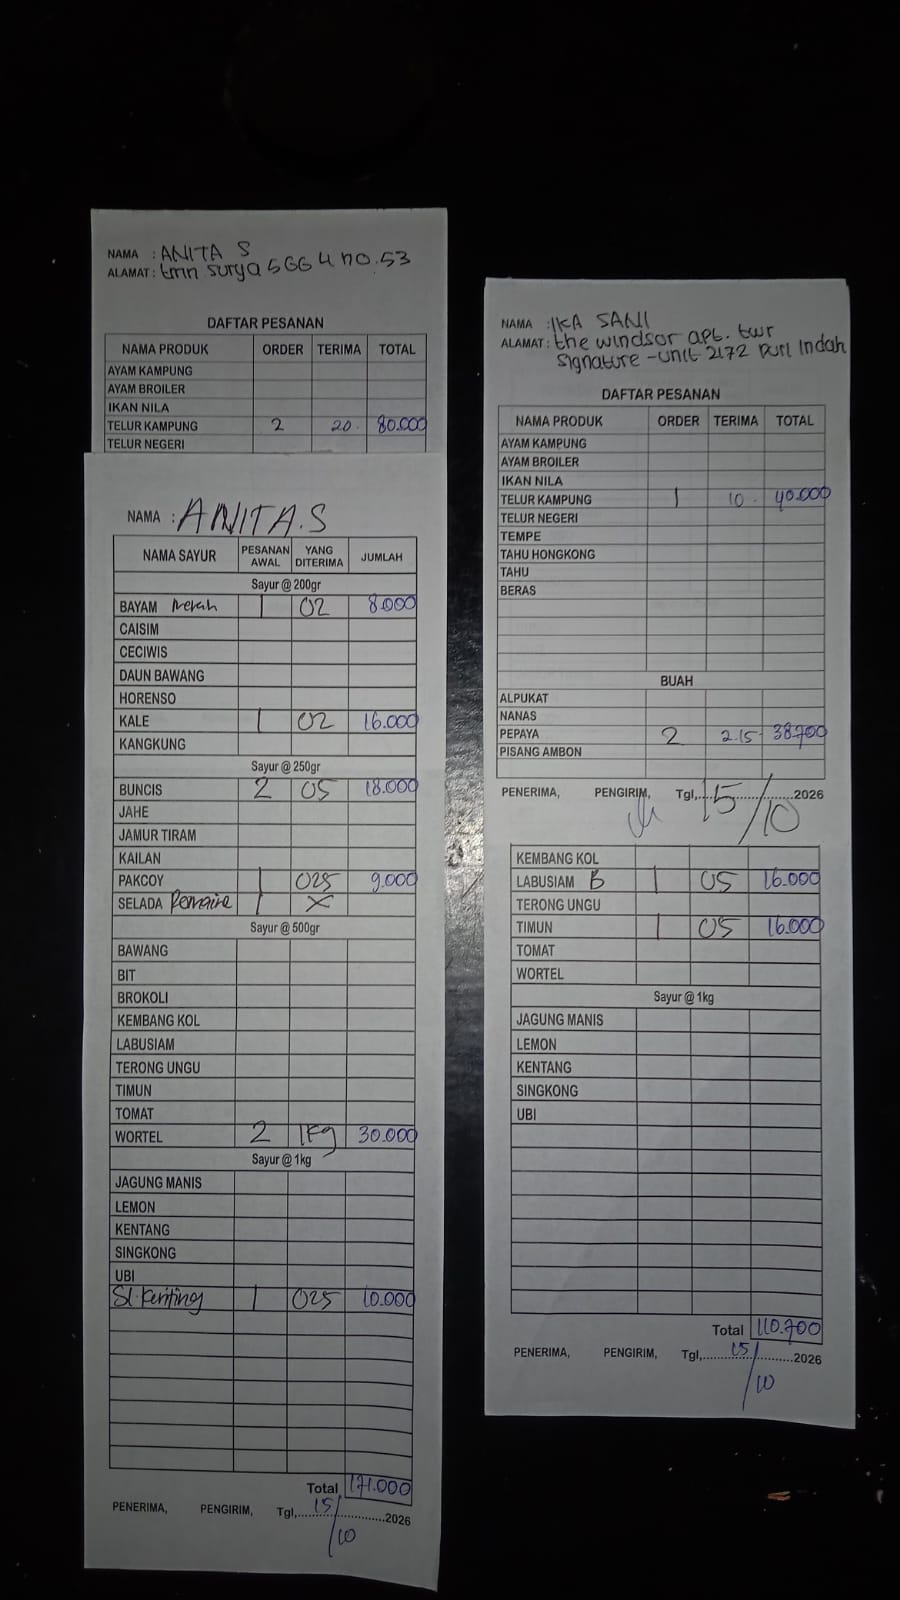 NAMA : ANITA S
ALAMAT : tmn surya 5 GG 4 no. 53
DAFTAR PESANAN
NAMA PRODUK ORDER TERIMA TOTAL
AYAM KAMPUNG
AYAM BROILER
IKAN NILA
TELUR KAMPUNG 2 20. 80.000
TELUR NEGERI
NAMA : ANITA.S
NAMA SAYUR PESANAN AWAL YANG DITERIMA JUMLAH
Sayur @ 200gr
BAYAM merah 1 02 8.000
CAISIM
CECIWIS
DAUN BAWANG
HORENSO
KALE 1 02 16.000
KANGKUNG
Sayur @ 250gr
BUNCIS 2 05 18.000
JAHE
JAMUR TIRAM
KAILAN
PAKCOY 1 025 9.000
SELADA Romaine 1 X
Sayur @ 500gr
BAWANG
BIT
BROKOLI
KEMBANG KOL
LABUSIAM
TERONG UNGU
TIMUN
TOMAT
WORTEL 2 1Kg 30.000
Sayur @ 1kg
JAGUNG MANIS
LEMON
KENTANG
SINGKONG
UBI
Sl. Keriting 1 025 10.000
Total 171.000
PENERIMA, PENGIRIM, Tgl,...15/10...2026
NAMA : IKA SANI
ALAMAT : the windsor apt. twr
signature - unit 2172 puri indah
DAFTAR PESANAN
NAMA PRODUK ORDER TERIMA TOTAL
AYAM KAMPUNG
AYAM BROILER
IKAN NILA
TELUR KAMPUNG 1 10. 40.000
TELUR NEGERI
TEMPE
TAHU HONGKONG
TAHU
BERAS
BUAH
ALPUKAT
NANAS
PEPAYA 2 2.15 38.700
PISANG AMBON
PENERIMA, PENGIRIM, Tgl,...15/10...2026
KEMBANG KOL
LABUSIAM B 1 05 16.000
TERONG UNGU
TIMUN 1 05 16.000
TOMAT
WORTEL
Sayur @ 1kg
JAGUNG MANIS
LEMON
KENTANG
SINGKONG
UBI
Total 110.700
PENERIMA, PENGIRIM, Tgl,...15/10...2026